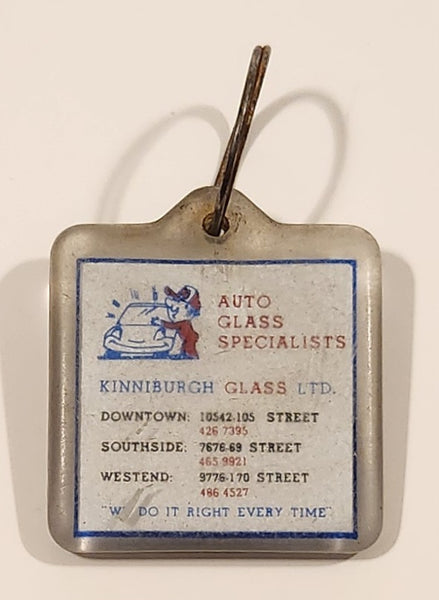 AUTO
GLASS
SPECIALISTS
KINNIBURGH GLASS LTD.
DOWNTOWN: 10542-105 STREET
426 7395
SOUTHSIDE: 7676-69 STREET
465 9921
WESTEND: 9776-170 STREET
486 4527
"WE DO IT RIGHT EVERY TIME"